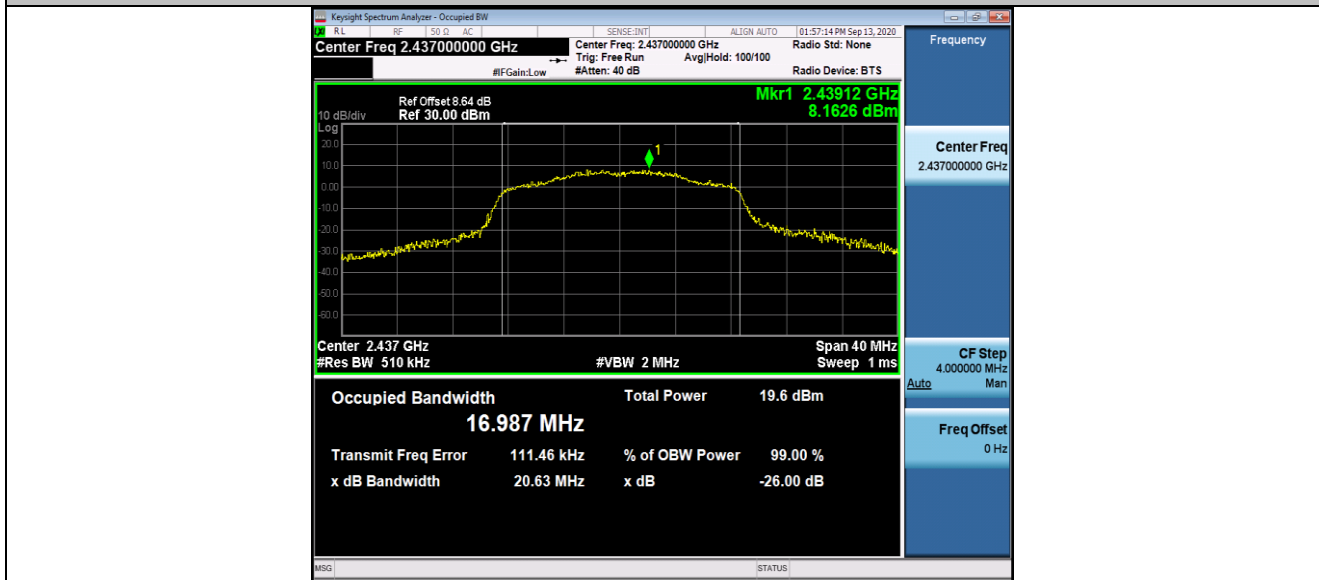 Keysight Spectrum Analyzer - Occupied BW
RL RF 50 Ω AC SENSE:INT ALIGN AUTO 01:57:14 PM Sep 13, 2020
Center Freq 2.437000000 GHz
Center Freq: 2.437000000 GHz
Radio Std: None
Trig: Free Run Avg|Hold: 100/100
#IFGain:Low
#Atten: 40 dB
Radio Device: BTS
Frequency
Mkr1 2.43912 GHz
8.1626 dBm
Ref Offset 8.64 dB
10 dB/div Ref 30.00 dBm
Log
20.0
10.0
0.00
-10.0
-20.0
-30.0
-40.0
-50.0
-60.0
1
Center 2.437 GHz Span 40 MHz
#Res BW 510 kHz #VBW 2 MHz Sweep 1 ms
Center Freq
2.437000000 GHz
CF Step
4.000000 MHz
Auto Man
Freq Offset
0 Hz
Occupied Bandwidth Total Power 19.6 dBm
16.987 MHz
Transmit Freq Error 111.46 kHz % of OBW Power 99.00 %
x dB Bandwidth 20.63 MHz x dB -26.00 dB
MSG STATUS